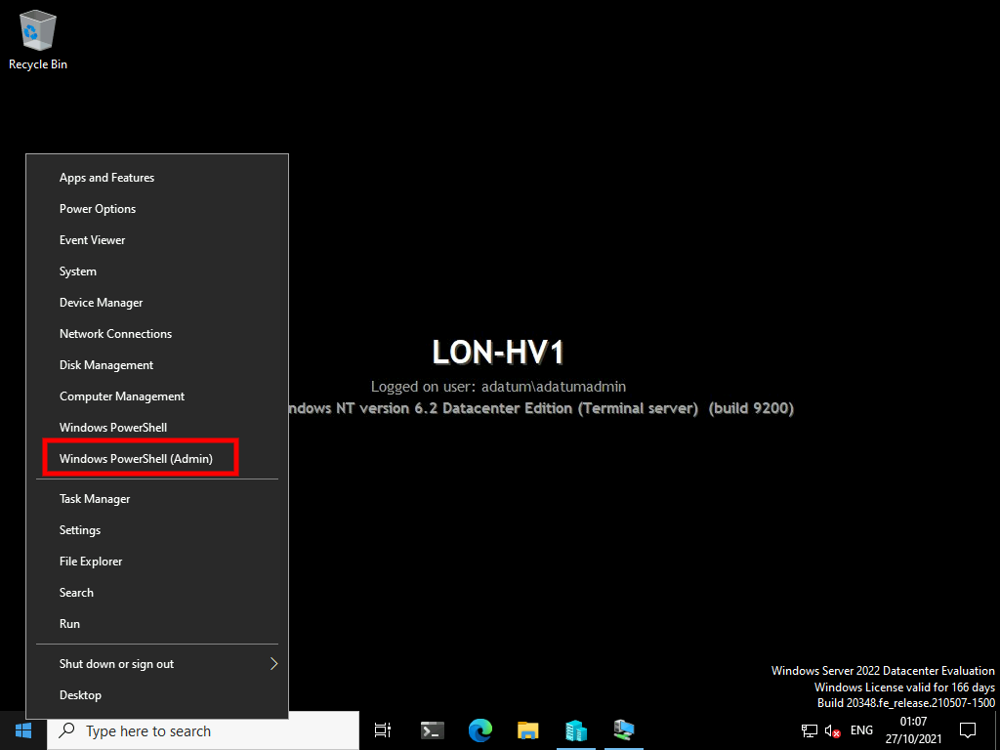 Recycle Bin
Apps and Features
Power Options
Event Viewer
System
Device Manager
Network Connections
Disk Management
Computer Management
Windows PowerShell
Windows PowerShell (Admin)
Task Manager
Settings
File Explorer
Search
Run
Shut down or sign out
Desktop
LON-HV1
Logged on user: adatum\adatumadmin
ndows NT version 6.2 Datacenter Edition (Terminal server) (build 9200)
Windows Server 2022 Datacenter Evaluation
Windows License valid for 166 days
Build 20348.fe_release.210507-1500
Type here to search
ENG
01:07
27/10/2021